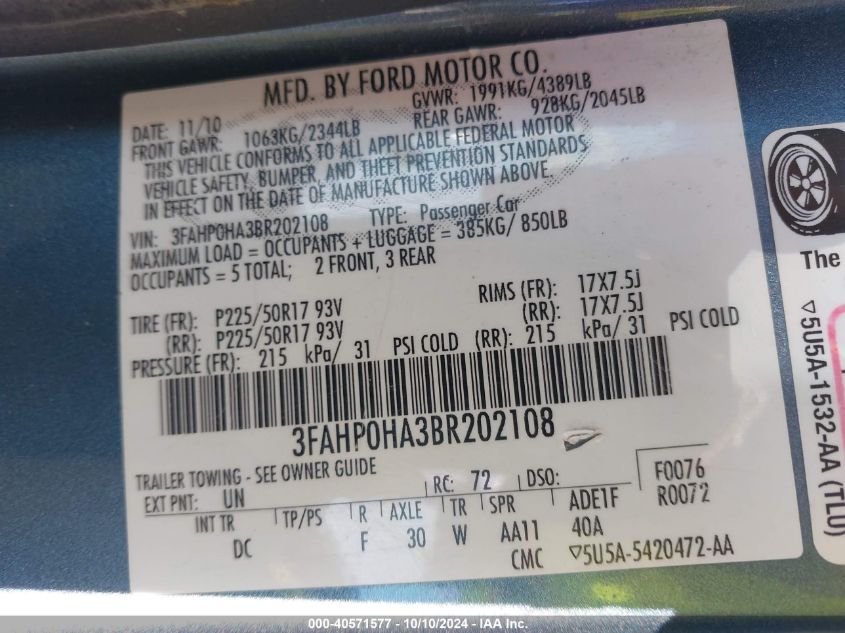 MFD. BY FORD MOTOR CO.
DATE: 11/10 GVWR: 1991KG/4389LB
FRONT GAWR: 1063KG/2344LB REAR GAWR: 928KG/2045LB
THIS VEHICLE CONFORMS TO ALL APPLICABLE FEDERAL MOTOR
VEHICLE SAFETY, BUMPER, AND THEFT PREVENTION STANDARDS
IN EFFECT ON THE DATE OF MANUFACTURE SHOWN ABOVE.
VIN: 3FAHP0HA3BR202108 TYPE: Passenger Car
MAXIMUM LOAD = OCCUPANTS + LUGGAGE = 385KG/ 850LB
OCCUPANTS = 5 TOTAL; 2 FRONT, 3 REAR
TIRE (FR): P225/50R17 93V RIMS (FR): 17X7.5j
(RR): P225/50R17 93V (RR): 17X7.5J
PRESSURE (FR): 215 kPa/ 31 PSI COLD (RR): 215 kPa/ 31 PSI COLD
3FAHP0HA3BR202108
TRAILER TOWING - SEE OWNER GUIDE
RC: 72 DSO: F0076
EXT PNT: UN R0072
INT TR TP/PS R AXLE TR SPR ADE1F
DC F 30 W AA11 40A
CMC ▽5U5A-5420472-AA
The
▽5U5A-1532-AA (TLU)
000-40571577 - 10/10/2024 - IAA Inc.